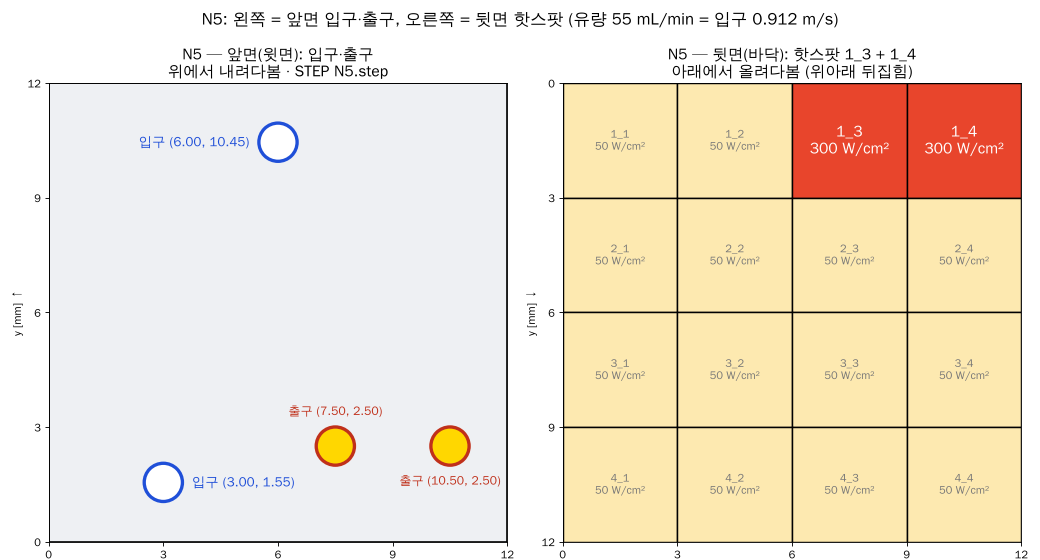 N5: 왼쪽 = 앞면 입구·출구, 오른쪽 = 뒷면 핫스팟 (유량 55 mL/min = 입구 0.912 m/s)
N5 — 앞면(윗면): 입구·출구
위에서 내려다봄 · STEP N5.step
12
9
6
3
0
y [mm] ↑
입구 (6.00, 10.45)
출구 (7.50, 2.50)
입구 (3.00, 1.55)
출구 (10.50, 2.50)
0
3
6
9
12
N5 — 뒷면(바닥): 핫스팟 1_3 + 1_4
아래에서 올려다봄 (위아래 뒤집힘)
0
3
6
9
12
y [mm] ↓
1_1
50 W/cm²
1_2
50 W/cm²
1_3
300 W/cm²
1_4
300 W/cm²
2_1
50 W/cm²
2_2
50 W/cm²
2_3
50 W/cm²
2_4
50 W/cm²
3_1
50 W/cm²
3_2
50 W/cm²
3_3
50 W/cm²
3_4
50 W/cm²
4_1
50 W/cm²
4_2
50 W/cm²
4_3
50 W/cm²
4_4
50 W/cm²
0
3
6
9
12